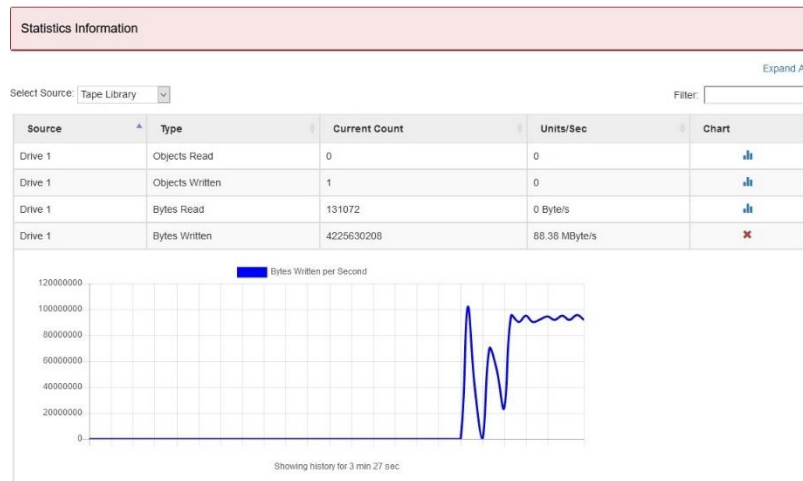 Statistics Information
Expand A
Select Source: Tape Library Filter:
Source Type Current Count Units/Sec Chart
Drive 1 Objects Read 0 0
Drive 1 Objects Written 1 0
Drive 1 Bytes Read 131072 0 Byte/s
Drive 1 Bytes Written 4225630208 88.38 MByte/s
Bytes Written per Second
120000000
100000000
80000000
60000000
40000000
20000000
0
Showing history for 3 min 27 sec